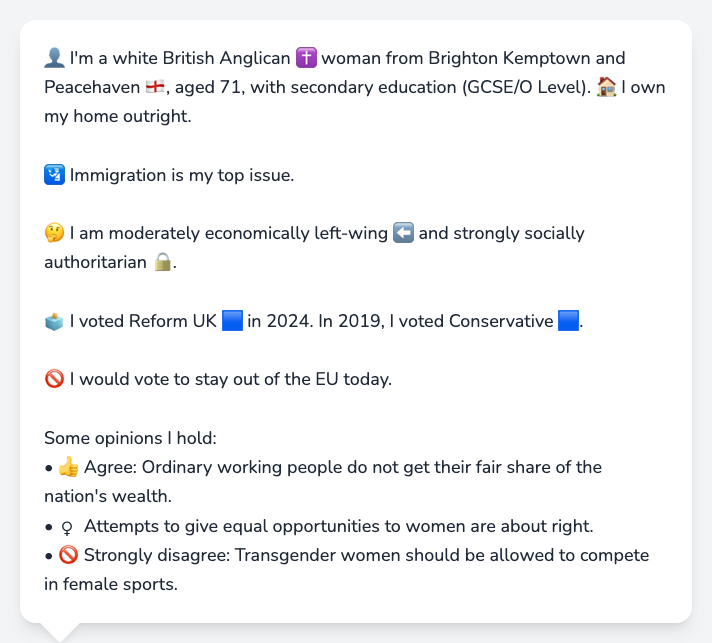 👤 I'm a white British Anglican ✝️ woman from Brighton Kemptown and
Peacehaven 🏴󠁧󠁢󠁥󠁮󠁧󠁿, aged 71, with secondary education (GCSE/O Level). 🏠 I own
my home outright.
🛂 Immigration is my top issue.
🤔 I am moderately economically left-wing ⬅️ and strongly socially
authoritarian 🔒.
🗳️ I voted Reform UK 🟦 in 2024. In 2019, I voted Conservative 🟦.
🚫 I would vote to stay out of the EU today.
Some opinions I hold:
• 👍 Agree: Ordinary working people do not get their fair share of the
nation's wealth.
• ♀ Attempts to give equal opportunities to women are about right.
• 🚫 Strongly disagree: Transgender women should be allowed to compete
in female sports.